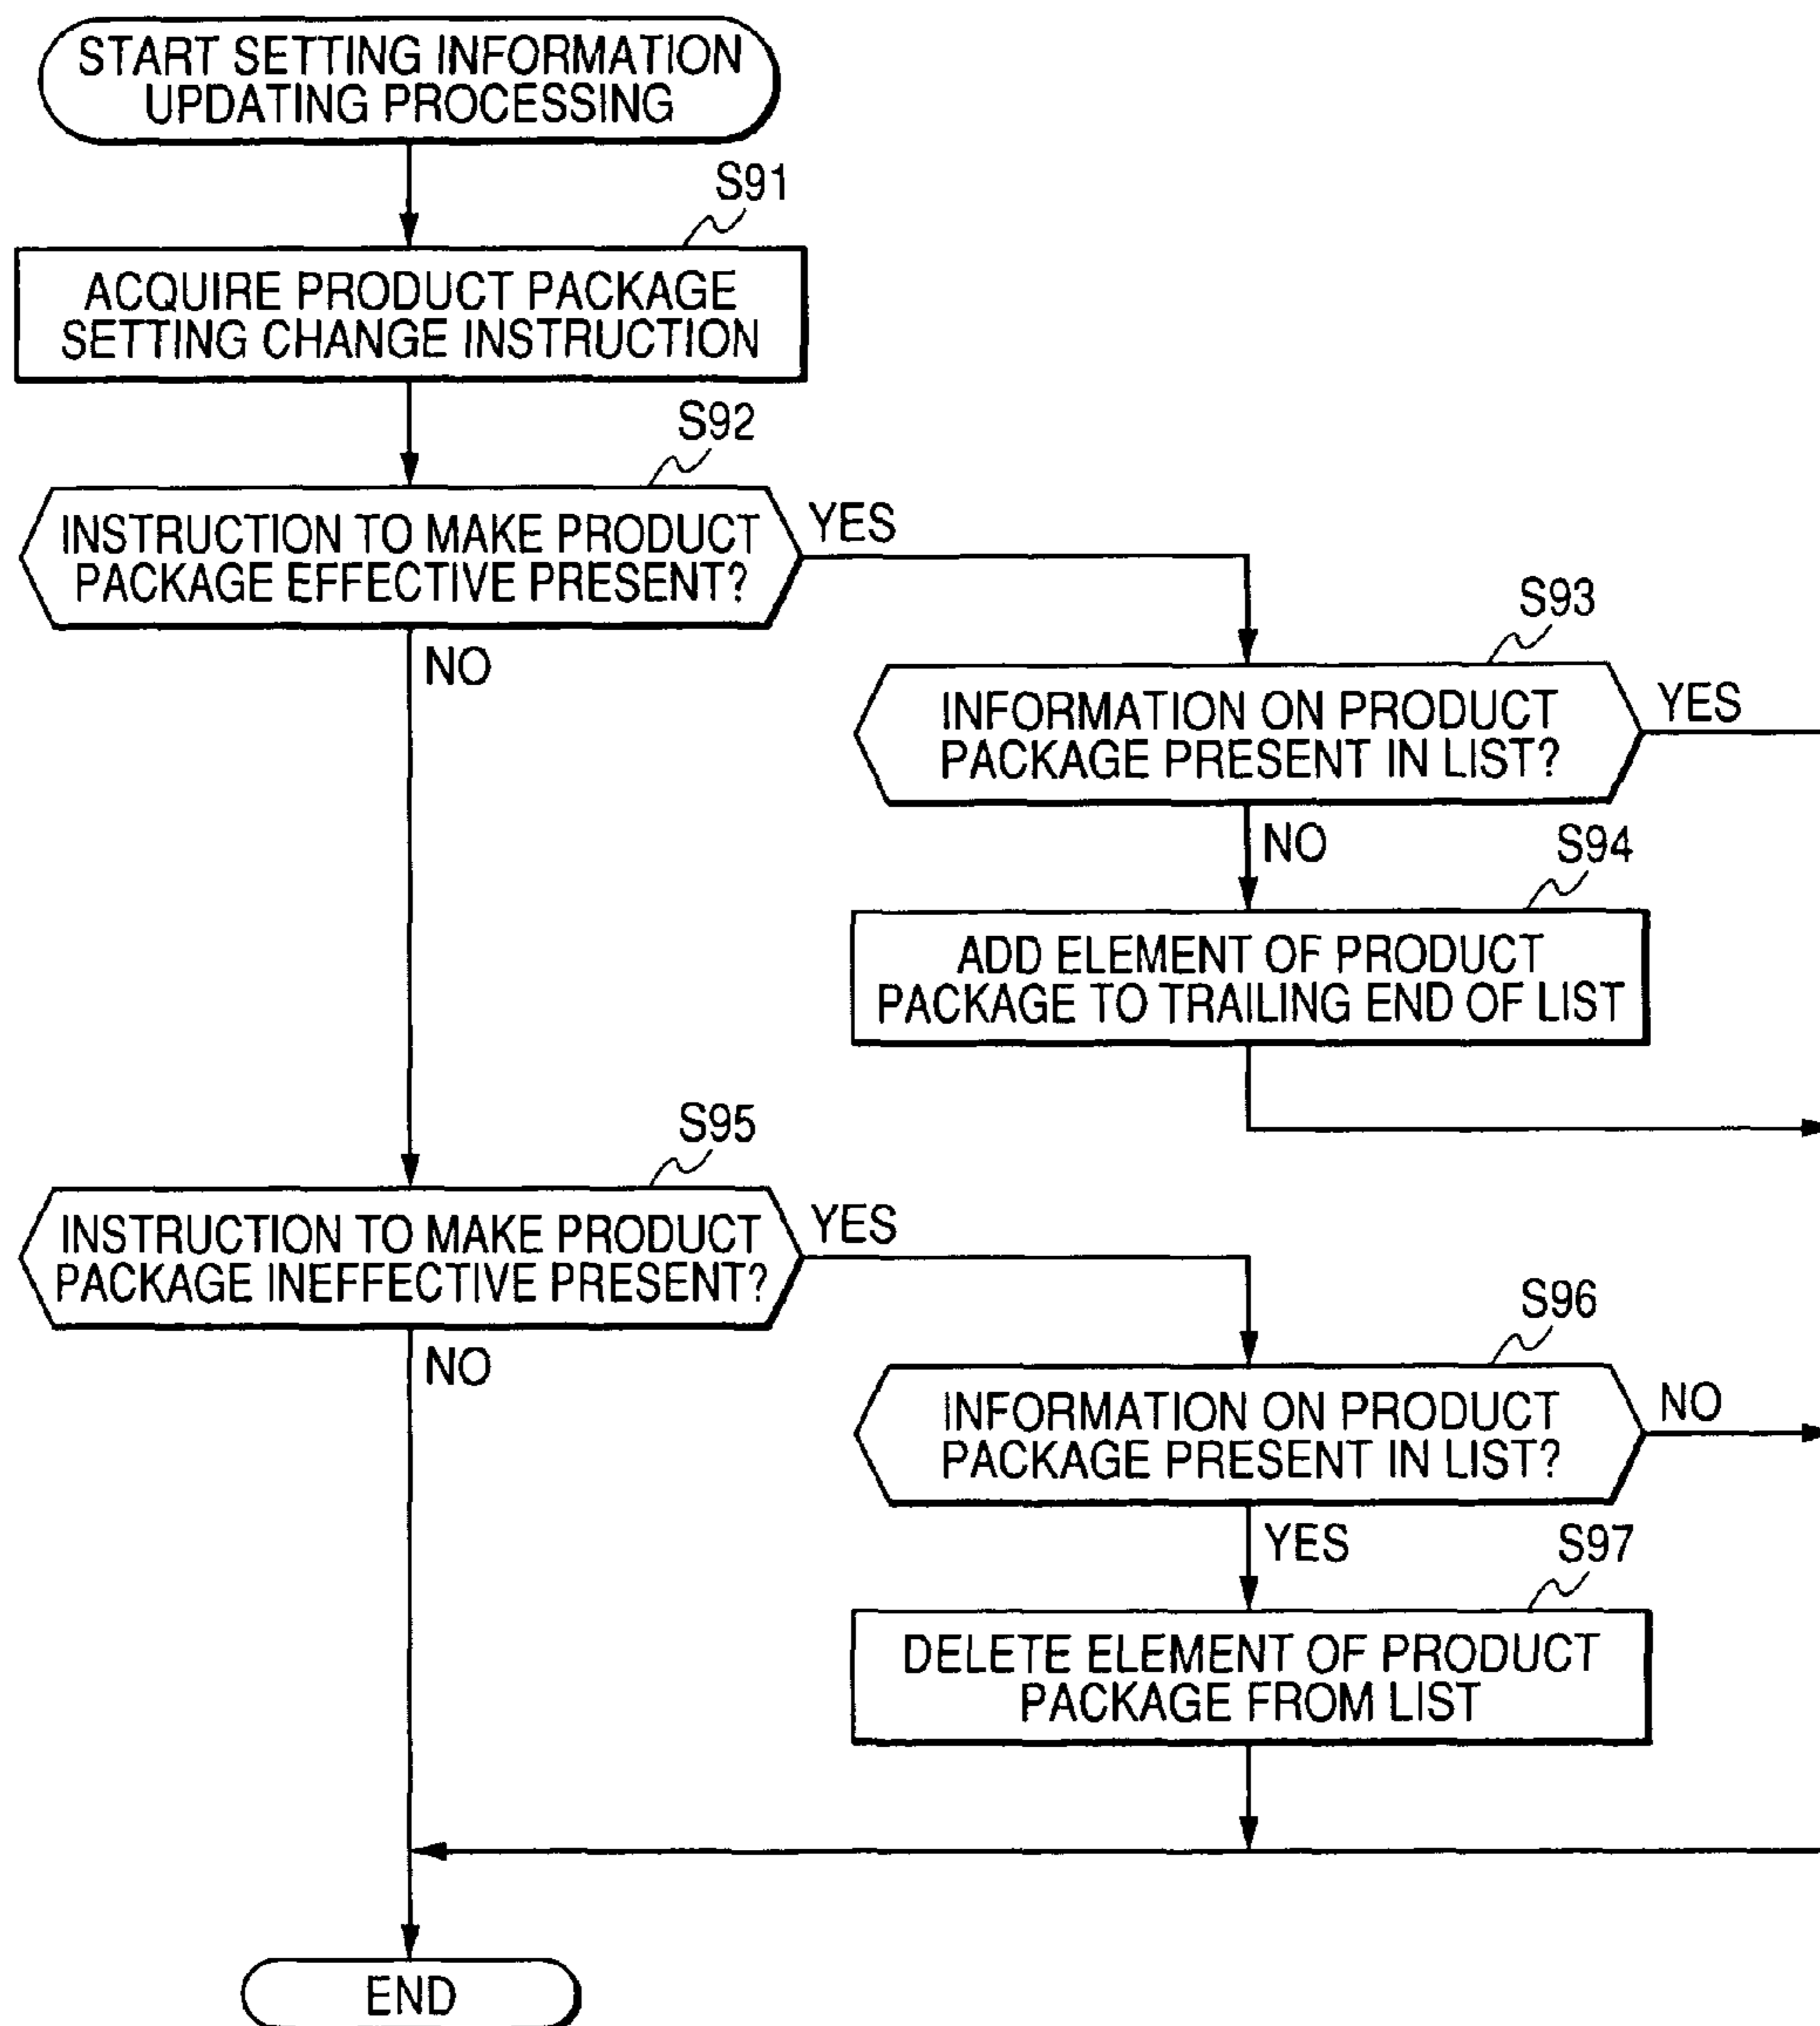 START SETTING INFORMATION
UPDATING PROCESSING
S91
ACQUIRE PRODUCT PACKAGE
SETTING CHANGE INSTRUCTION
S92
INSTRUCTION TO MAKE PRODUCT
PACKAGE EFFECTIVE PRESENT?
YES
NO
S93
INFORMATION ON PRODUCT
PACKAGE PRESENT IN LIST?
YES
NO
S94
ADD ELEMENT OF PRODUCT
PACKAGE TO TRAILING END OF LIST
S95
INSTRUCTION TO MAKE PRODUCT
PACKAGE INEFFECTIVE PRESENT?
YES
NO
S96
INFORMATION ON PRODUCT
PACKAGE PRESENT IN LIST?
NO
YES
S97
DELETE ELEMENT OF PRODUCT
PACKAGE FROM LIST
END